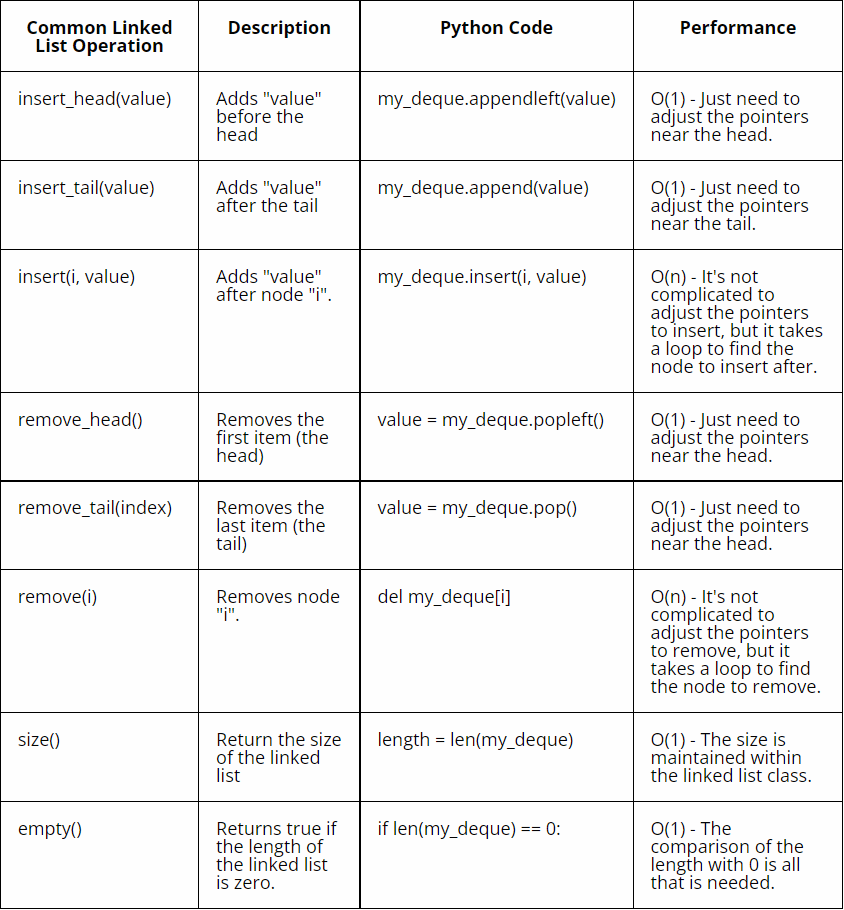 Common Linked
List Operation
Description
Python Code
Performance
insert_head(value)
Adds "value"
before the
head
my_deque.appendleft(value)
O(1) - Just need to
adjust the pointers
near the head.
insert_tail(value)
Adds "value"
after the tail
my_deque.append(value)
O(1) - Just need to
adjust the pointers
near the tail.
insert(i, value)
Adds "value"
after node "i".
my_deque.insert(i, value)
O(n) - It's not
complicated to
adjust the pointers
to insert, but it takes
a loop to find the
node to insert after.
remove_head()
Removes the
first item (the
head)
value = my_deque.popleft()
O(1) - Just need to
adjust the pointers
near the head.
remove_tail(index)
Removes the
last item (the
tail)
value = my_deque.pop()
O(1) - Just need to
adjust the pointers
near the head.
remove(i)
Removes node
"i".
del my_deque[i]
O(n) - It's not
complicated to
adjust the pointers
to remove, but it
takes a loop to find
the node to remove.
size()
Return the size
of the linked
list
length = len(my_deque)
O(1) - The size is
maintained within
the linked list class.
empty()
Returns true if
the length of
the linked list
is zero.
if len(my_deque) == 0:
O(1) - The
comparison of the
length with 0 is all
that is needed.